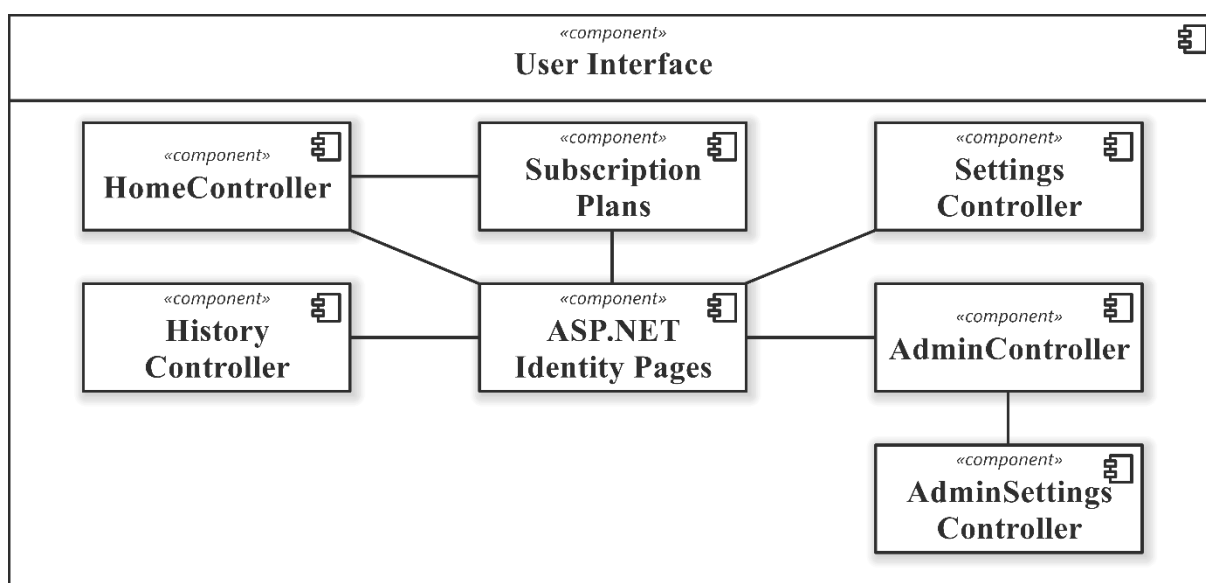 «component»
User Interface
«component»
HomeController
«component»
Subscription
Plans
«component»
Settings
Controller
«component»
History
Controller
«component»
ASP.NET
Identity Pages
«component»
AdminController
«component»
AdminSettings
Controller